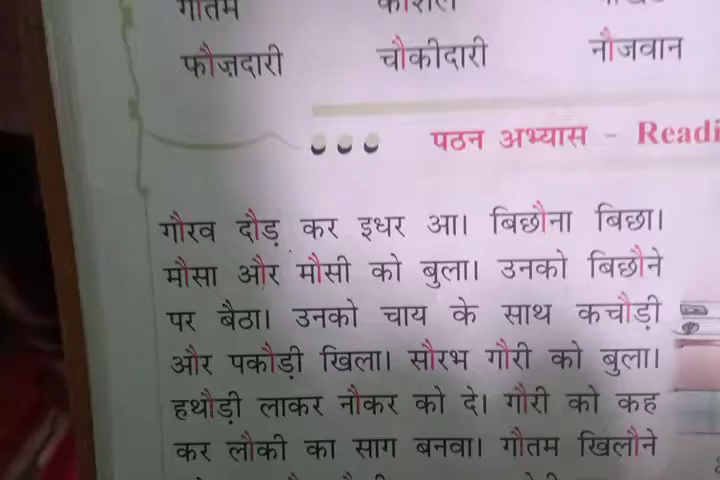 गौतम
फौज़दारी चौकीदारी नौजवान
पठन अभ्यास – Readi
गौरव दौड़ कर इधर आ। बिछौना बिछा।
मौसा और मौसी को बुला। उनको बिछौने
पर बैठा। उनको चाय के साथ कचौड़ी
और पकौड़ी खिला। सौरभ गौरी को बुला।
हथौड़ी लाकर नौकर को दे। गौरी को कह
कर लौकी का साग बनवा। गौतम खिलौने